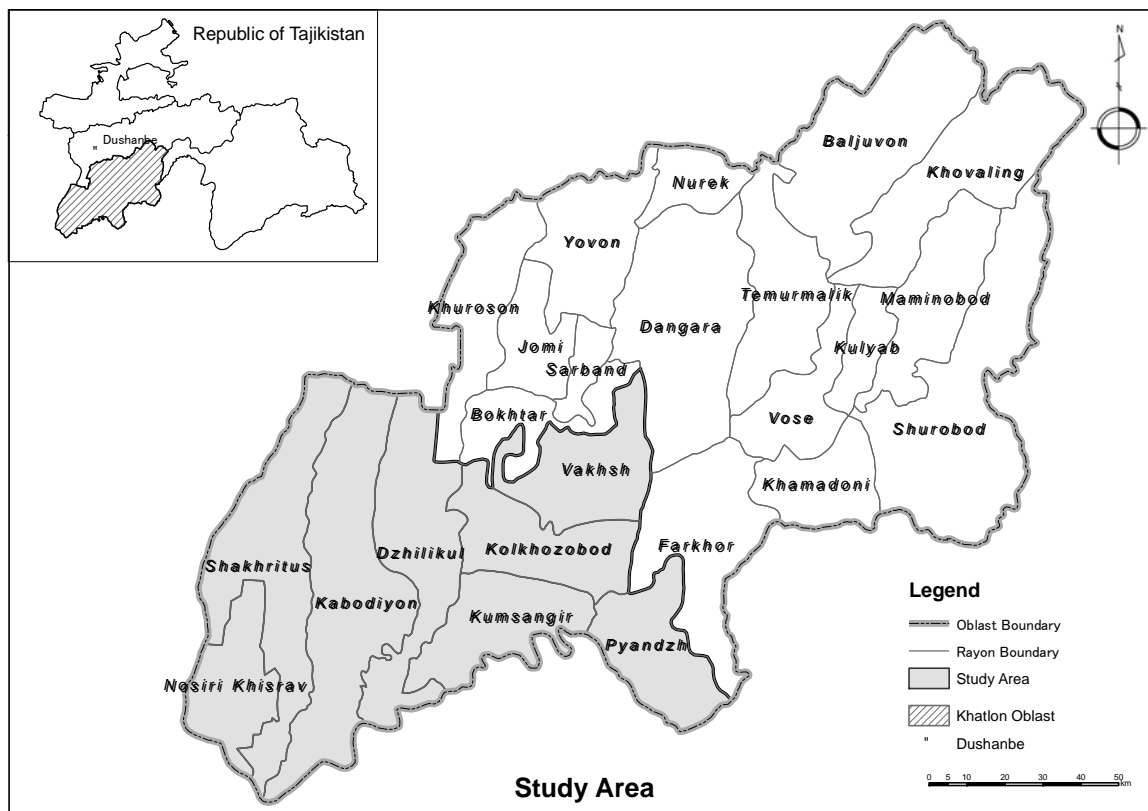 Republic of Tajikistan
" Dushanbe
N
Baljuvon
Khovaling
Nurek
Yovon
Temurmalik
Maminobod
Khuroson
Dangara
Jomi
Kulyab
Sarband
Bokhtar
Vose
Shurobod
Vakhsh
Khamadoni
Farkhor
Kolkhozobod
Dzhilikul
Shakhritus
Kabodiyon
Kumsangir
Pyandzh
Nosiri Khisrav
Legend
Oblast Boundary
Rayon Boundary
Study Area
Khatlon Oblast
" Dushanbe
0 5 10 20 30 40 50
km
Study Area